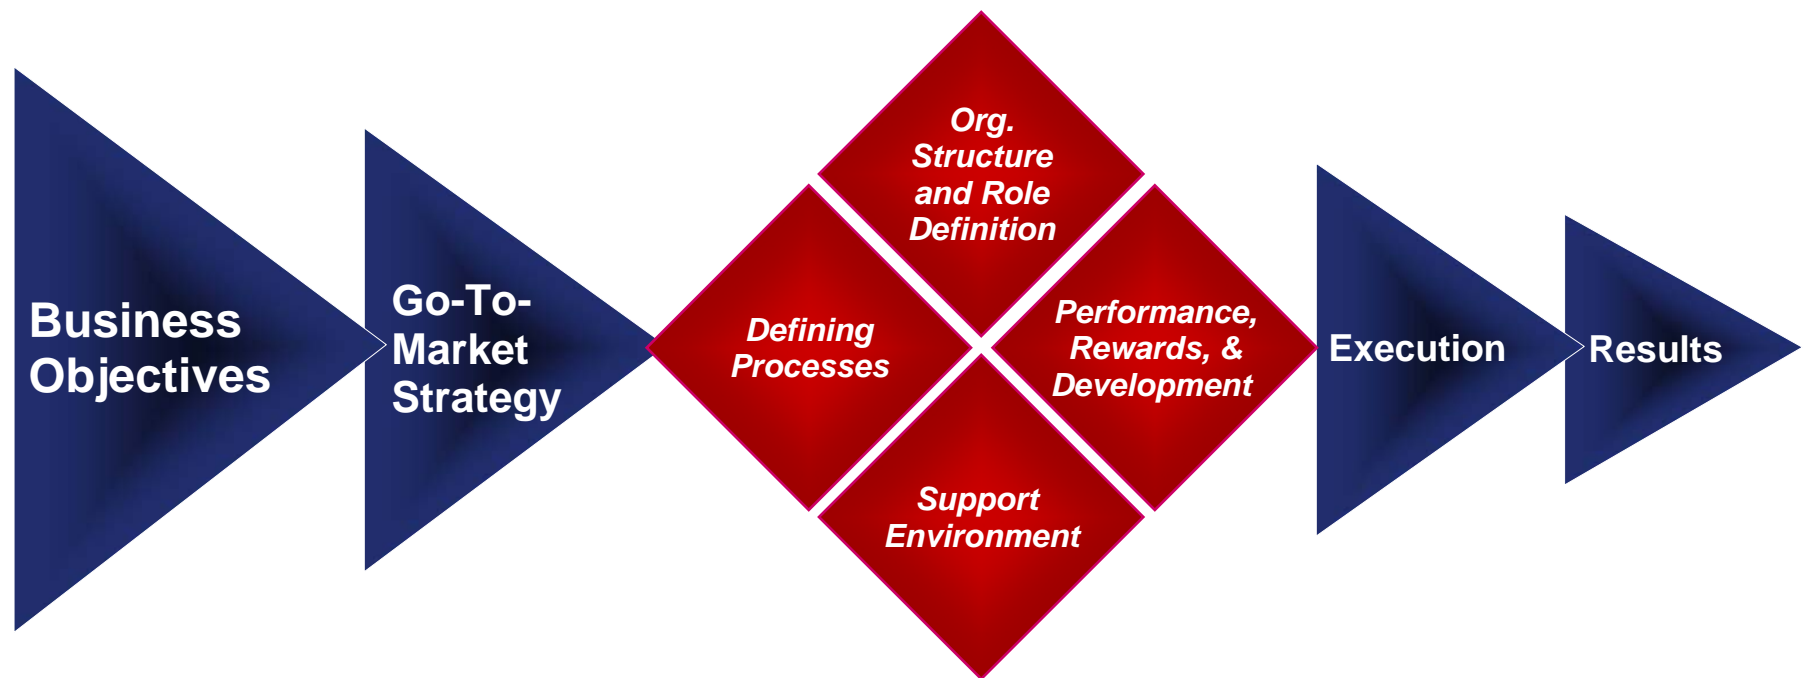 Business
Objectives
Go-To-
Market
Strategy
Org.
Structure
and Role
Definition
Defining
Processes
Performance,
Rewards, &
Development
Support
Environment
Execution
Results